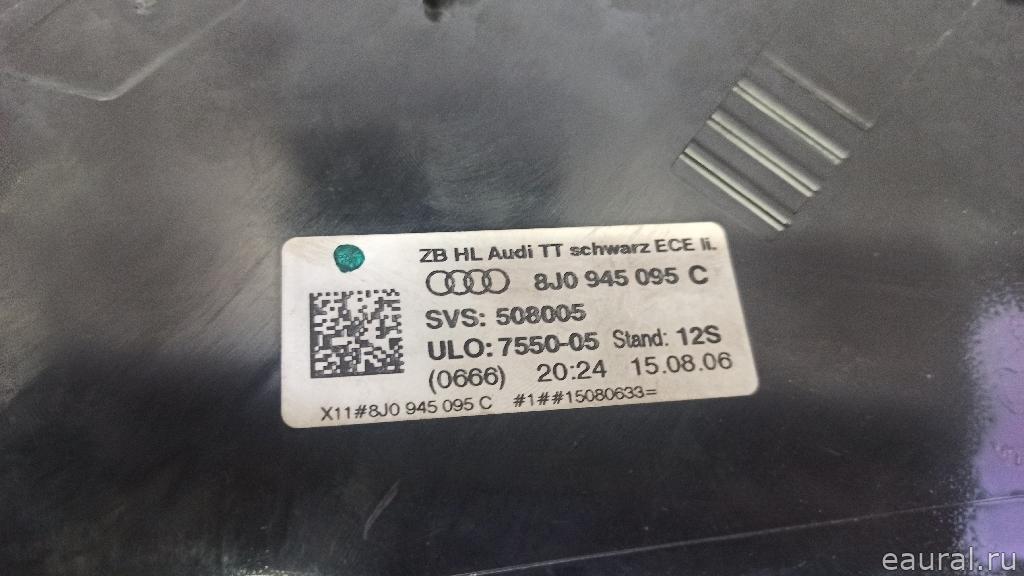 ZB HL Audi TT schwarz ECE li.
8J0 945 095 C
SVS: 508005
ULO: 7550-05 Stand: 12S
(0666) 20:24 15.08.06
X11#8J0 945 095 C #1##15080633=
eaural.ru